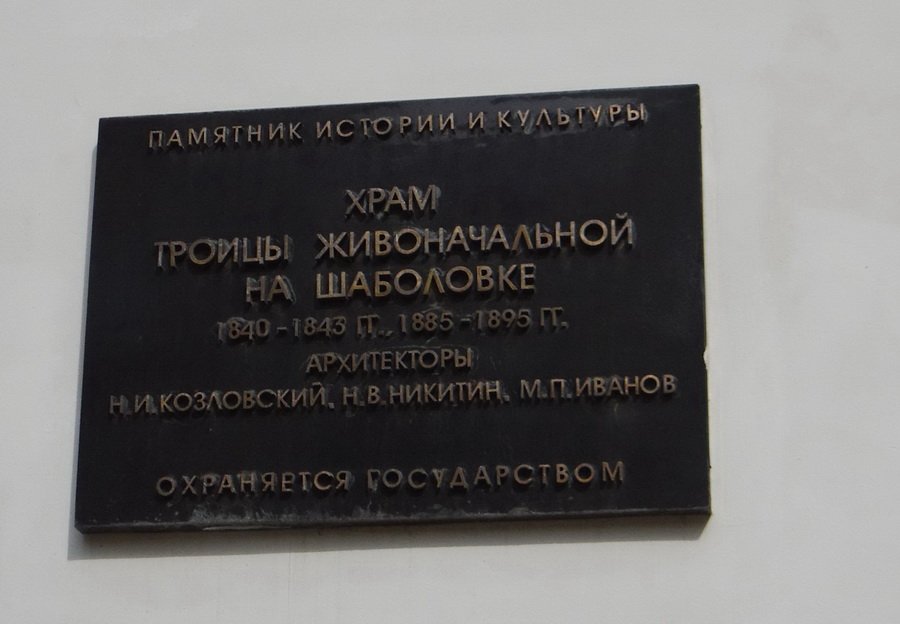 ПАМЯТНИК ИСТОРИИ И КУЛЬТУРЫ
ХРАМ
ТРОИЦЫ ЖИВОНАЧАЛЬНОЙ
НА ШАБОЛОВКЕ
1840 - 1843 ГГ., 1885 - 1895 ГГ.
АРХИТЕКТОРЫ
Н.И.КОЗЛОВСКИЙ, Н.В.НИКИТИН, М.П.ИВАНОВ
ОХРАНЯЕТСЯ ГОСУДАРСТВОМ